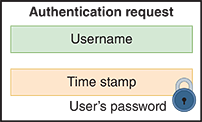 Authentication request
Username
Time stamp
User's password